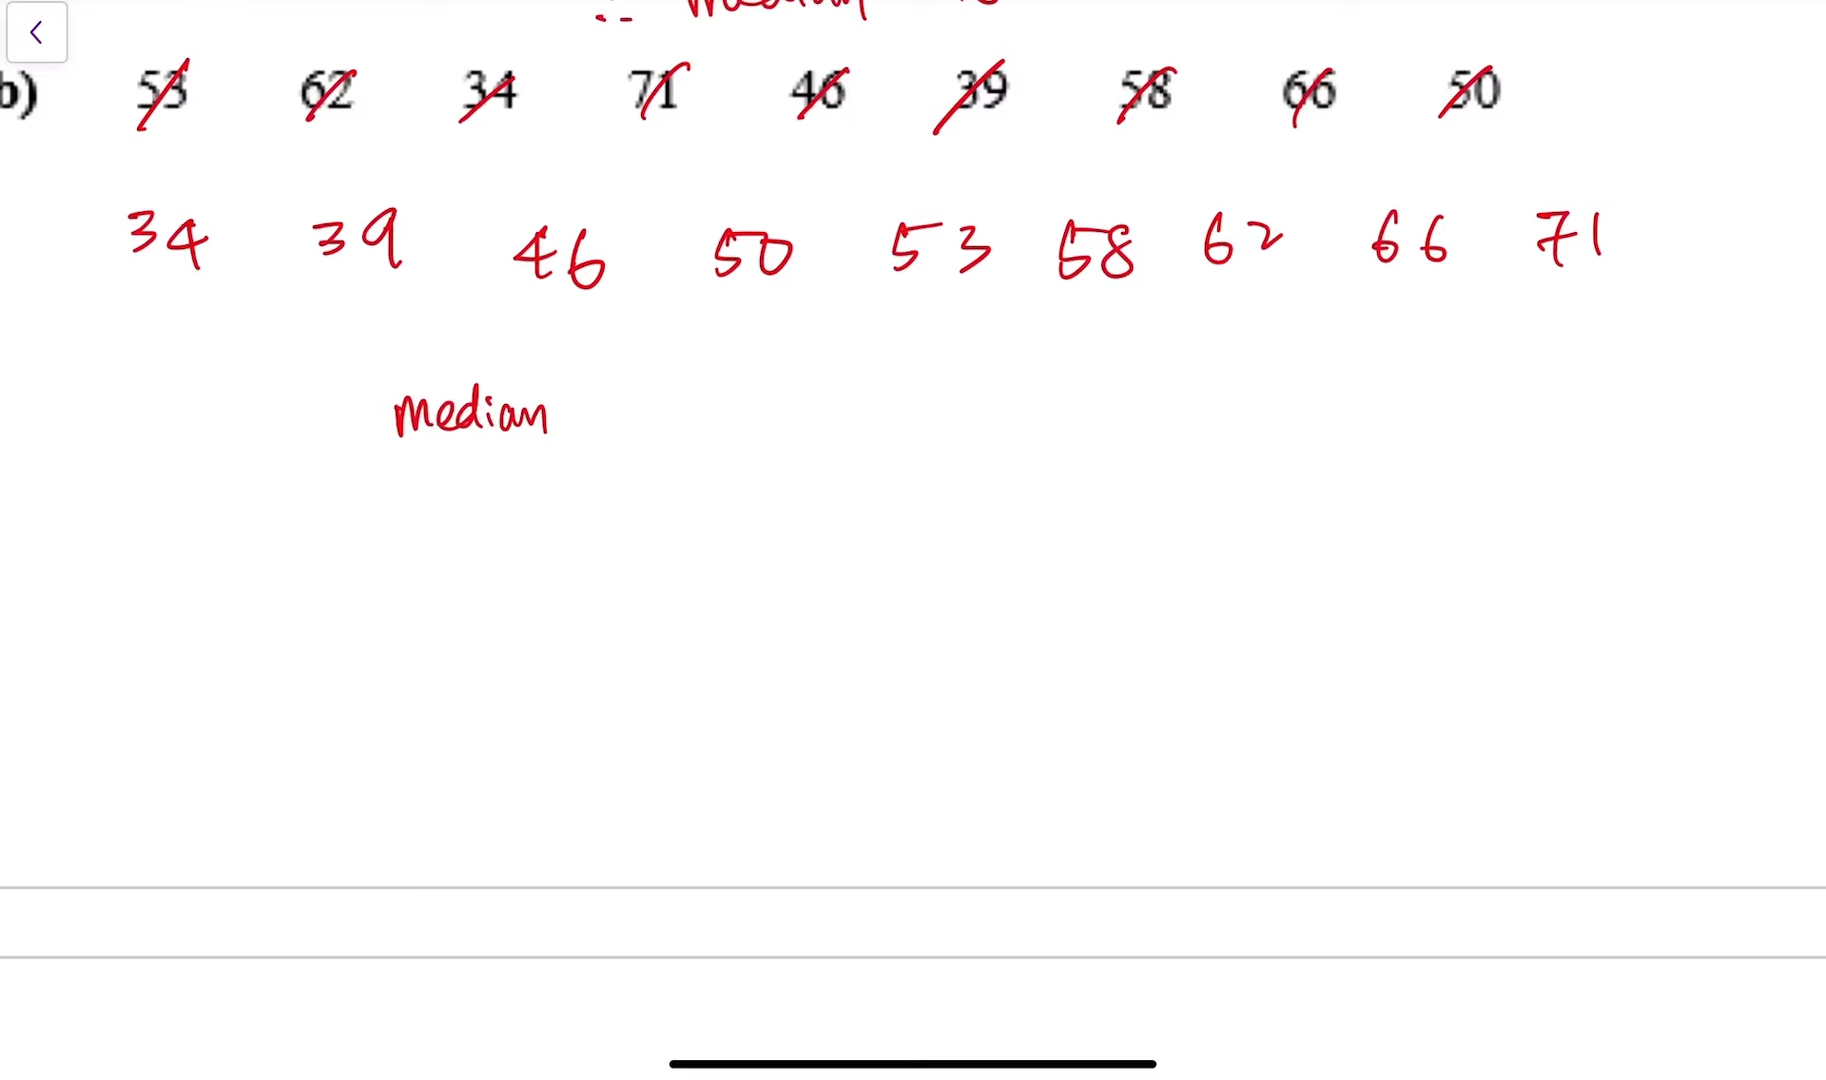 ∴ median
b) 53 62 34 71 46 39 58 66 50
34 39 46 50 53 58 62 66 71
median